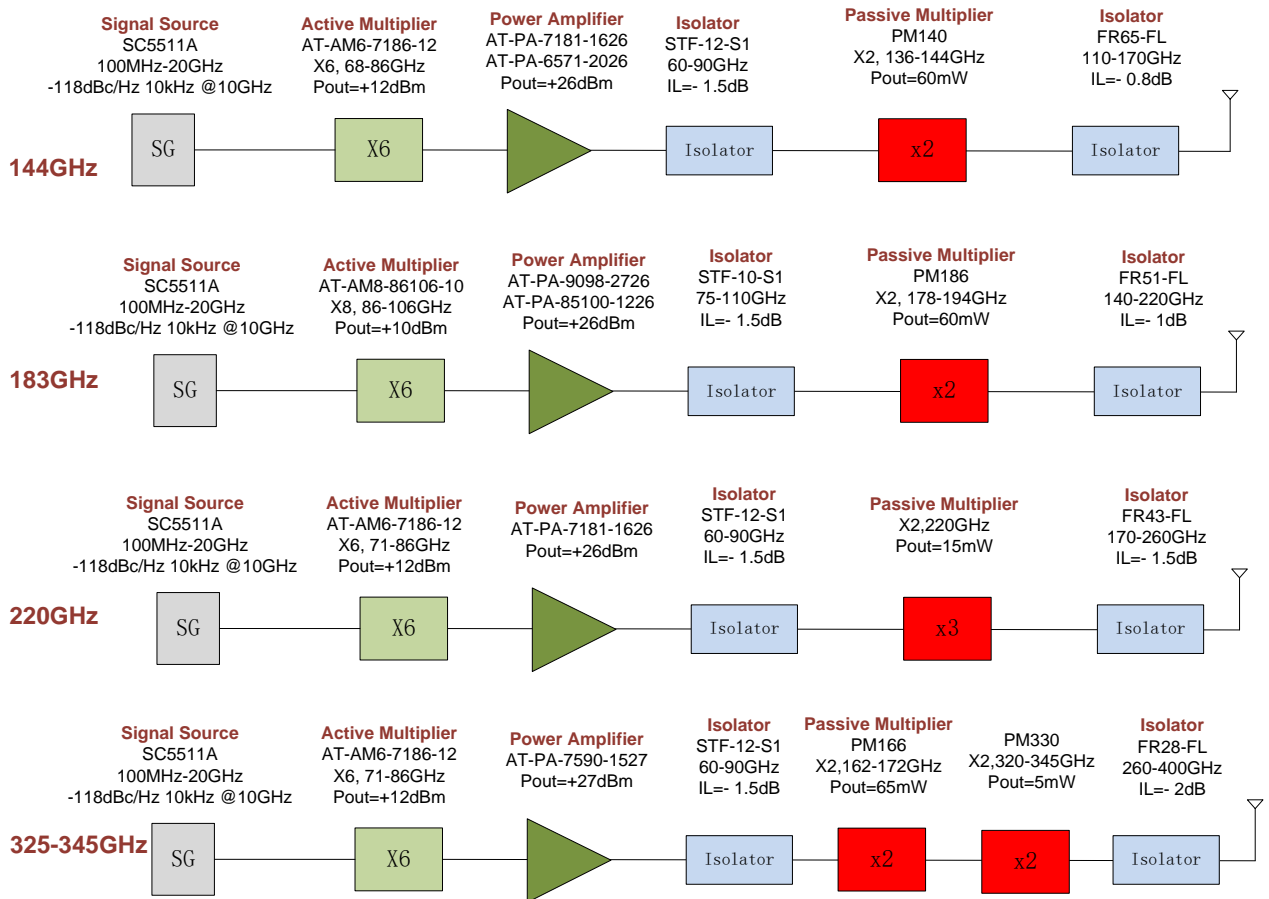 Signal Source
SC5511A
100MHz-20GHz
-118dBc/Hz 10kHz @10GHz
Active Multiplier
AT-AM6-7186-12
X6, 68-86GHz
Pout=+12dBm
Power Amplifier
AT-PA-7181-1626
AT-PA-6571-2026
Pout=+26dBm
Isolator
STF-12-S1
60-90GHz
IL=- 1.5dB
Passive Multiplier
PM140
X2, 136-144GHz
Pout=60mW
Isolator
FR65-FL
110-170GHz
IL=- 0.8dB
144GHz
SG
X6
Isolator
x2
Isolator
Signal Source
SC5511A
100MHz-20GHz
-118dBc/Hz 10kHz @10GHz
Active Multiplier
AT-AM8-86106-10
X8, 86-106GHz
Pout=+10dBm
Power Amplifier
AT-PA-9098-2726
AT-PA-85100-1226
Pout=+26dBm
Isolator
STF-10-S1
75-110GHz
IL=- 1.5dB
Passive Multiplier
PM186
X2, 178-194GHz
Pout=60mW
Isolator
FR51-FL
140-220GHz
IL=- 1dB
183GHz
SG
X6
Isolator
x2
Isolator
Signal Source
SC5511A
100MHz-20GHz
-118dBc/Hz 10kHz @10GHz
Active Multiplier
AT-AM6-7186-12
X6, 71-86GHz
Pout=+12dBm
Power Amplifier
AT-PA-7181-1626
Pout=+26dBm
Isolator
STF-12-S1
60-90GHz
IL=- 1.5dB
Passive Multiplier
X2,220GHz
Pout=15mW
Isolator
FR43-FL
170-260GHz
IL=- 1.5dB
220GHz
SG
X6
Isolator
x3
Isolator
Signal Source
SC5511A
100MHz-20GHz
-118dBc/Hz 10kHz @10GHz
Active Multiplier
AT-AM6-7186-12
X6, 71-86GHz
Pout=+12dBm
Power Amplifier
AT-PA-7590-1527
Pout=+27dBm
Isolator
STF-12-S1
60-90GHz
IL=- 1.5dB
Passive Multiplier
PM166
X2,162-172GHz
Pout=65mW
PM330
X2,320-345GHz
Pout=5mW
Isolator
FR28-FL
260-400GHz
IL=- 2dB
325-345GHz
SG
X6
Isolator
x2
x2
Isolator